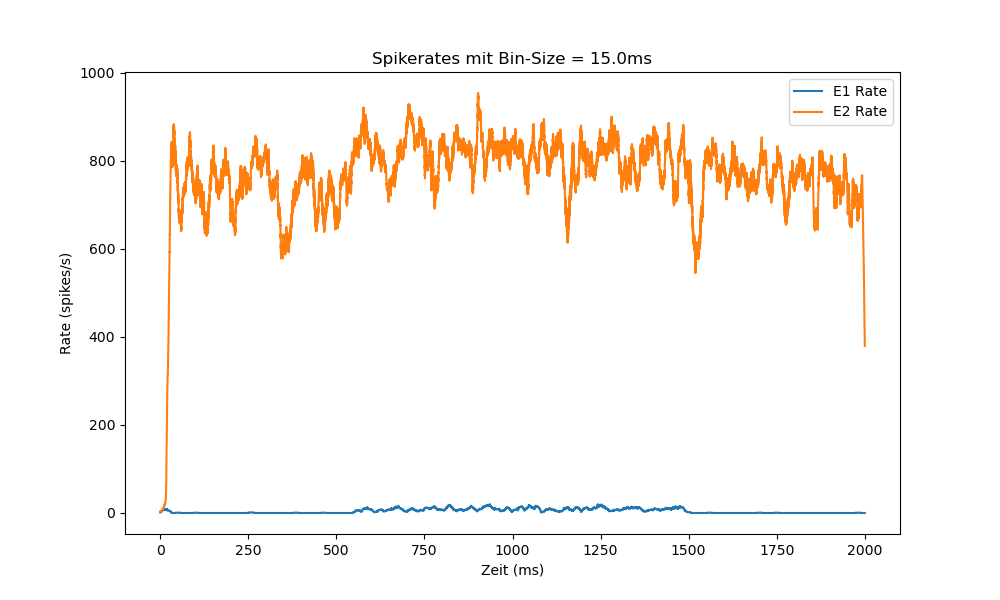 Spikerates mit Bin-Size = 15.0ms
E1 Rate
E2 Rate
1000
800
600
400
200
0
Rate (spikes/s)
0 250 500 750 1000 1250 1500 1750 2000
Zeit (ms)